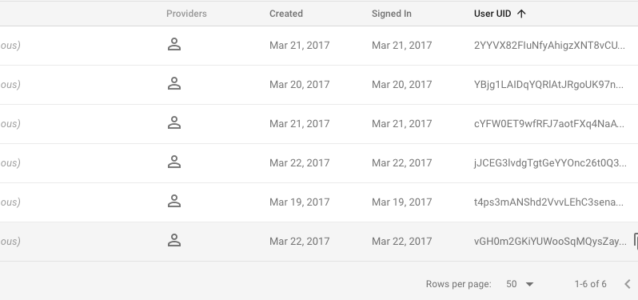 Providers Created Signed In User UID
ous) Mar 21, 2017 Mar 21, 2017 2YYVX82FIuNfyAhigzXNT8vCU...
ous) Mar 20, 2017 Mar 20, 2017 YBjg1LAIDqYQRIAtJRgoUK97n...
ous) Mar 21, 2017 Mar 21, 2017 cYFW0ET9wfRFJ7aotFXq4NaA...
ous) Mar 22, 2017 Mar 22, 2017 jJCEG3lvdgTgtGeYYOnc26t0Q3...
ous) Mar 19, 2017 Mar 19, 2017 t4ps3mANShd2VvvLEhC3sena...
ous) Mar 22, 2017 Mar 22, 2017 vGH0m2GKiYUWooSqMQysZay...
Rows per page: 50 1-6 of 6